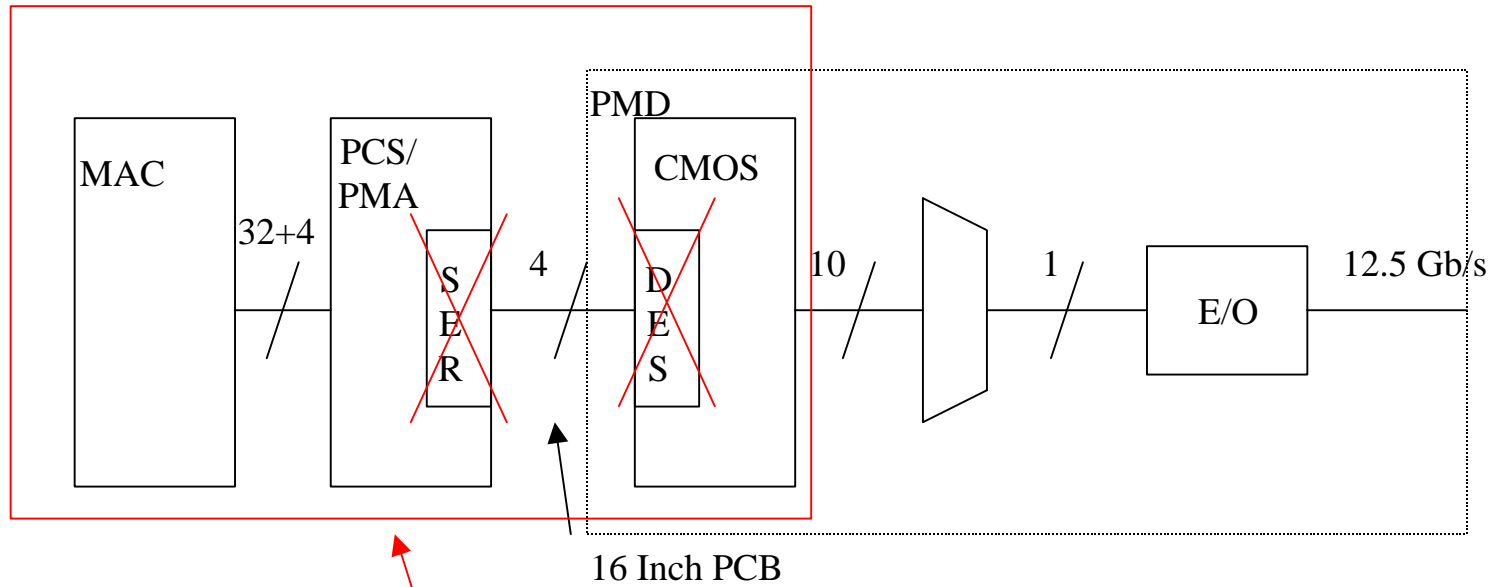 PMD
MAC
PCS/
PMA
CMOS
32+4
4
10
1
12.5 Gb/s
S
E
R
D
E
S
E/O
16 Inch PCB